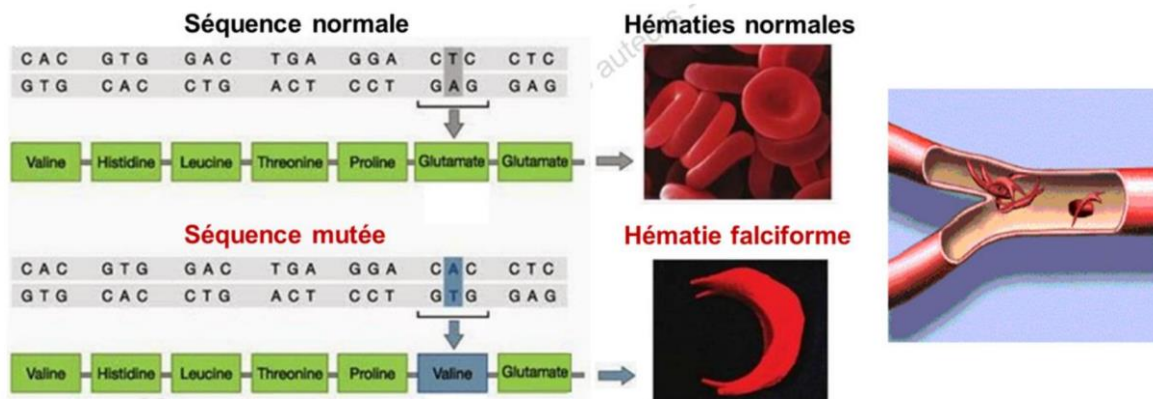 Séquence normale
Hématies normales
auteurs -
CAC GTG GAC TGA GGA CTC CTC
GTG CAC CTG ACT CCT GAG GAG
Valine Histidine Leucine Threonine Proline Glutamate Glutamate
Séquence mutée
Hématie falciforme
CAC GTG GAC TGA GGA CAC CTC
GTG CAC CTG ACT CCT GTG GAG
Valine Histidine Leucine Threonine Proline Valine Glutamate